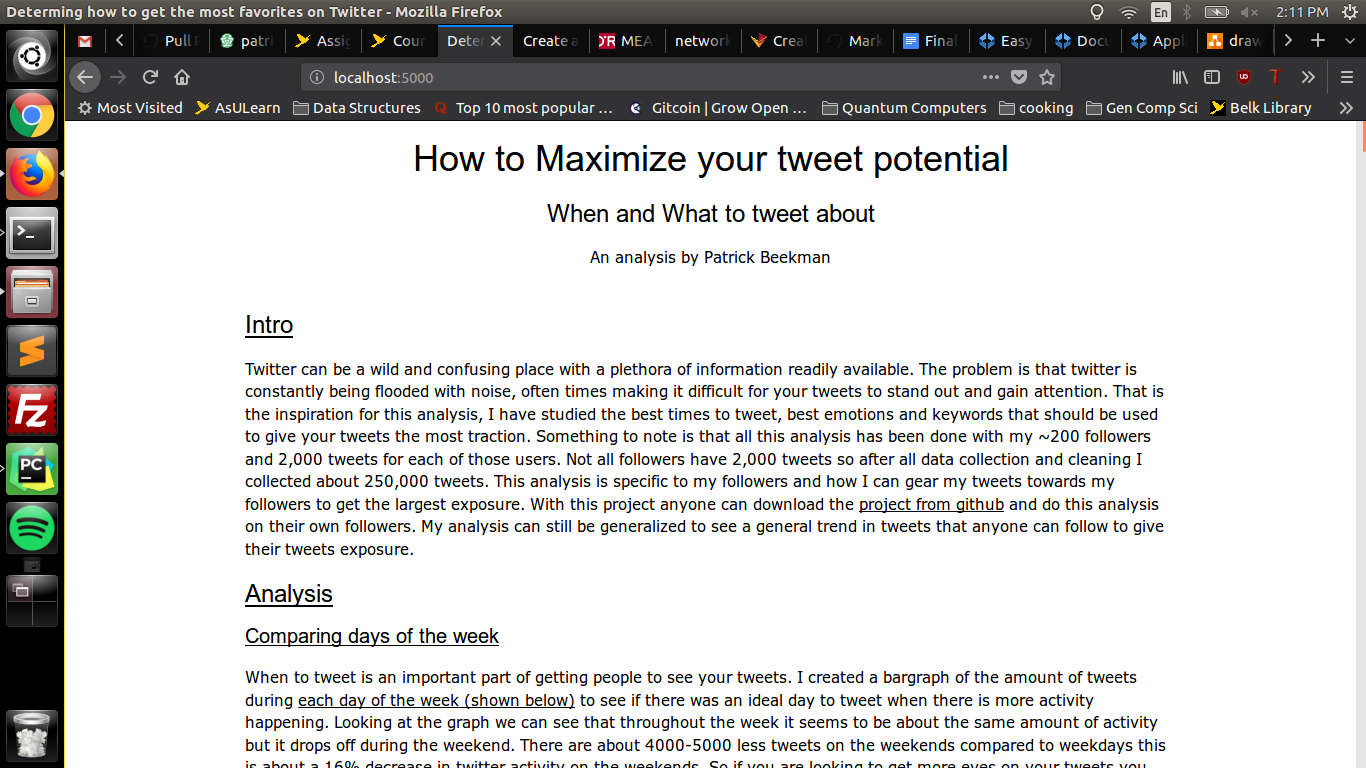 Determing how to get the most favorites on Twitter - Mozilla Firefox
En
2:11 PM
Pull
patri
Assig
Cour
Deter
Create a
MEA
network
Crea
Mark
Final
Easy
Docu
Appli
draw
localhost:5000
Most Visited
AsULearn
Data Structures
Top 10 most popular ...
Gitcoin | Grow Open ...
Quantum Computers
cooking
Gen Comp Sci
Belk Library
How to Maximize your tweet potential
When and What to tweet about
An analysis by Patrick Beekman
Intro
Twitter can be a wild and confusing place with a plethora of information readily available. The problem is that twitter is
constantly being flooded with noise, often times making it difficult for your tweets to stand out and gain attention. That is
the inspiration for this analysis, I have studied the best times to tweet, best emotions and keywords that should be used
to give your tweets the most traction. Something to note is that all this analysis has been done with my ~200 followers
and 2,000 tweets for each of those users. Not all followers have 2,000 tweets so after all data collection and cleaning I
collected about 250,000 tweets. This analysis is specific to my followers and how I can gear my tweets towards my
followers to get the largest exposure. With this project anyone can download the project from github and do this analysis
on their own followers. My analysis can still be generalized to see a general trend in tweets that anyone can follow to give
their tweets exposure.
Analysis
Comparing days of the week
When to tweet is an important part of getting people to see your tweets. I created a bargraph of the amount of tweets
during each day of the week (shown below) to see if there was an ideal day to tweet when there is more activity
happening. Looking at the graph we can see that throughout the week it seems to be about the same amount of activity
but it drops off during the weekend. There are about 4000-5000 less tweets on the weekends compared to weekdays this
is about a 16% decrease in twitter activity on the weekends. So if you are looking to get more eyes on your tweets you
Fz
PC